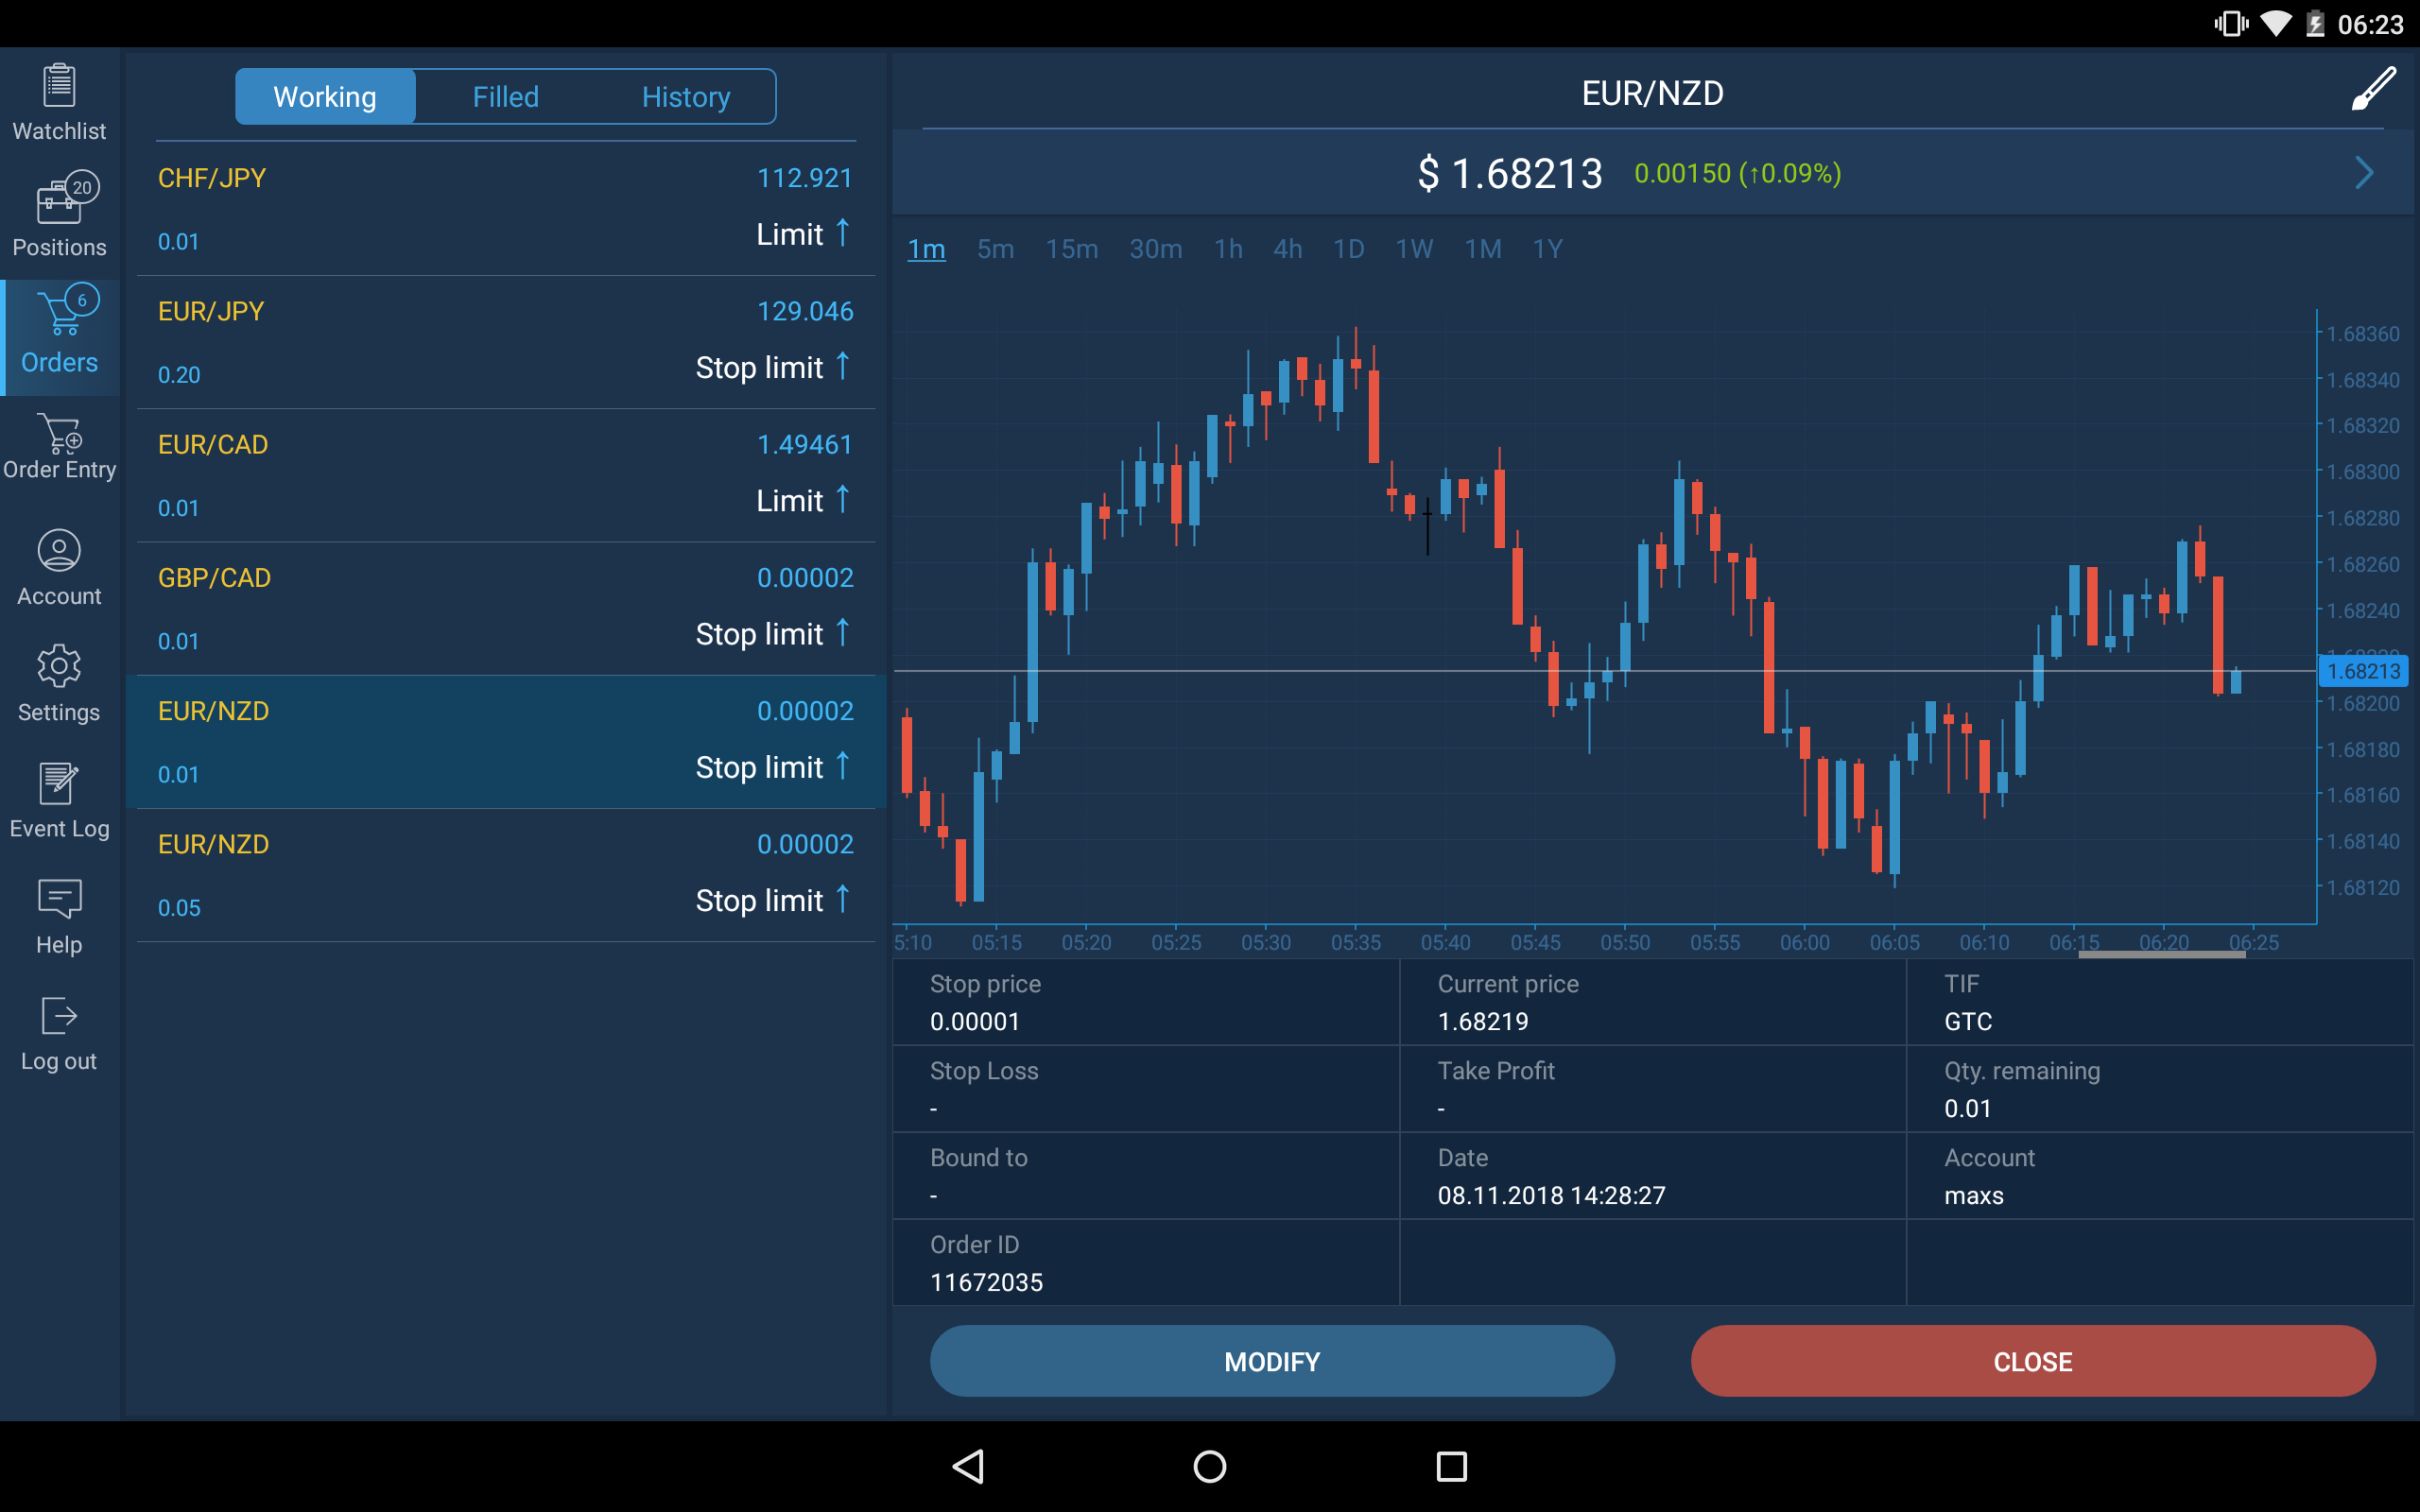 06:23
Watchlist
20
Positions
6
Orders
Order Entry
Account
Settings
Event Log
Help
Log out
Working Filled History
CHF/JPY 112.921
0.01 Limit ↑
EUR/JPY 129.046
0.20 Stop limit ↑
EUR/CAD 1.49461
0.01 Limit ↑
GBP/CAD 0.00002
0.01 Stop limit ↑
EUR/NZD 0.00002
0.01 Stop limit ↑
EUR/NZD 0.00002
0.05 Stop limit ↑
EUR/NZD
$ 1.68213 0.00150 (↑0.09%)
1m 5m 15m 30m 1h 4h 1D 1W 1M 1Y
1.68360
1.68340
1.68320
1.68300
1.68280
1.68260
1.68240
1.68213
1.68200
1.68180
1.68160
1.68140
1.68120
5:10 05:15 05:20 05:25 05:30 05:35 05:40 05:45 05:50 05:55 06:00 06:05 06:10 06:15 06:20 06:25
Stop price Current price TIF
0.00001 1.68219 GTC
Stop Loss Take Profit Qty. remaining
- - 0.01
Bound to Date Account
- 08.11.2018 14:28:27 maxs
Order ID
11672035
MODIFY CLOSE